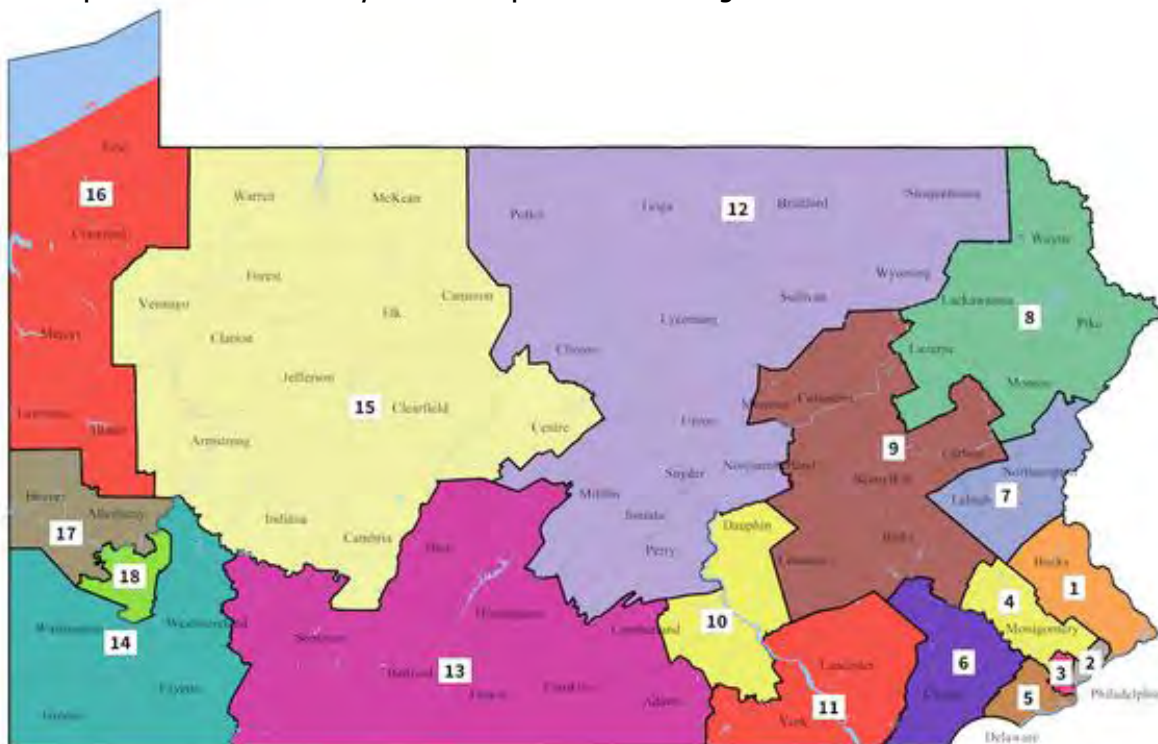 Erie
16
Warren
McKean
Potter
Tioga
12
Bradford
Susquehanna
Crawford
Wayne
Forest
Wyoming
Venango
Cameron
Sullivan
Lackawanna
Elk
8
Pike
Mercer
Clarion
Lycoming
Clinton
Luzerne
Jefferson
Monroe
15
Clearfield
Columbia
Lawrence
Butler
Centre
Union
Armstrong
9
Carbon
Snyder
Northumberland
Northampton
Schuylkill
7
Lehigh
Beaver
Mifflin
Allegheny
Juniata
17
Indiana
Dauphin
Cambria
Blair
Perry
Berks
Lebanon
Bucks
18
1
4
Huntingdon
Washington
Westmoreland
10
Cumberland
Montgomery
14
Somerset
13
Bedford
6
Lancaster
2
3
Fulton
Franklin
Adams
Chester
5
Philadelphia
Fayette
11
York
Greene
Delaware